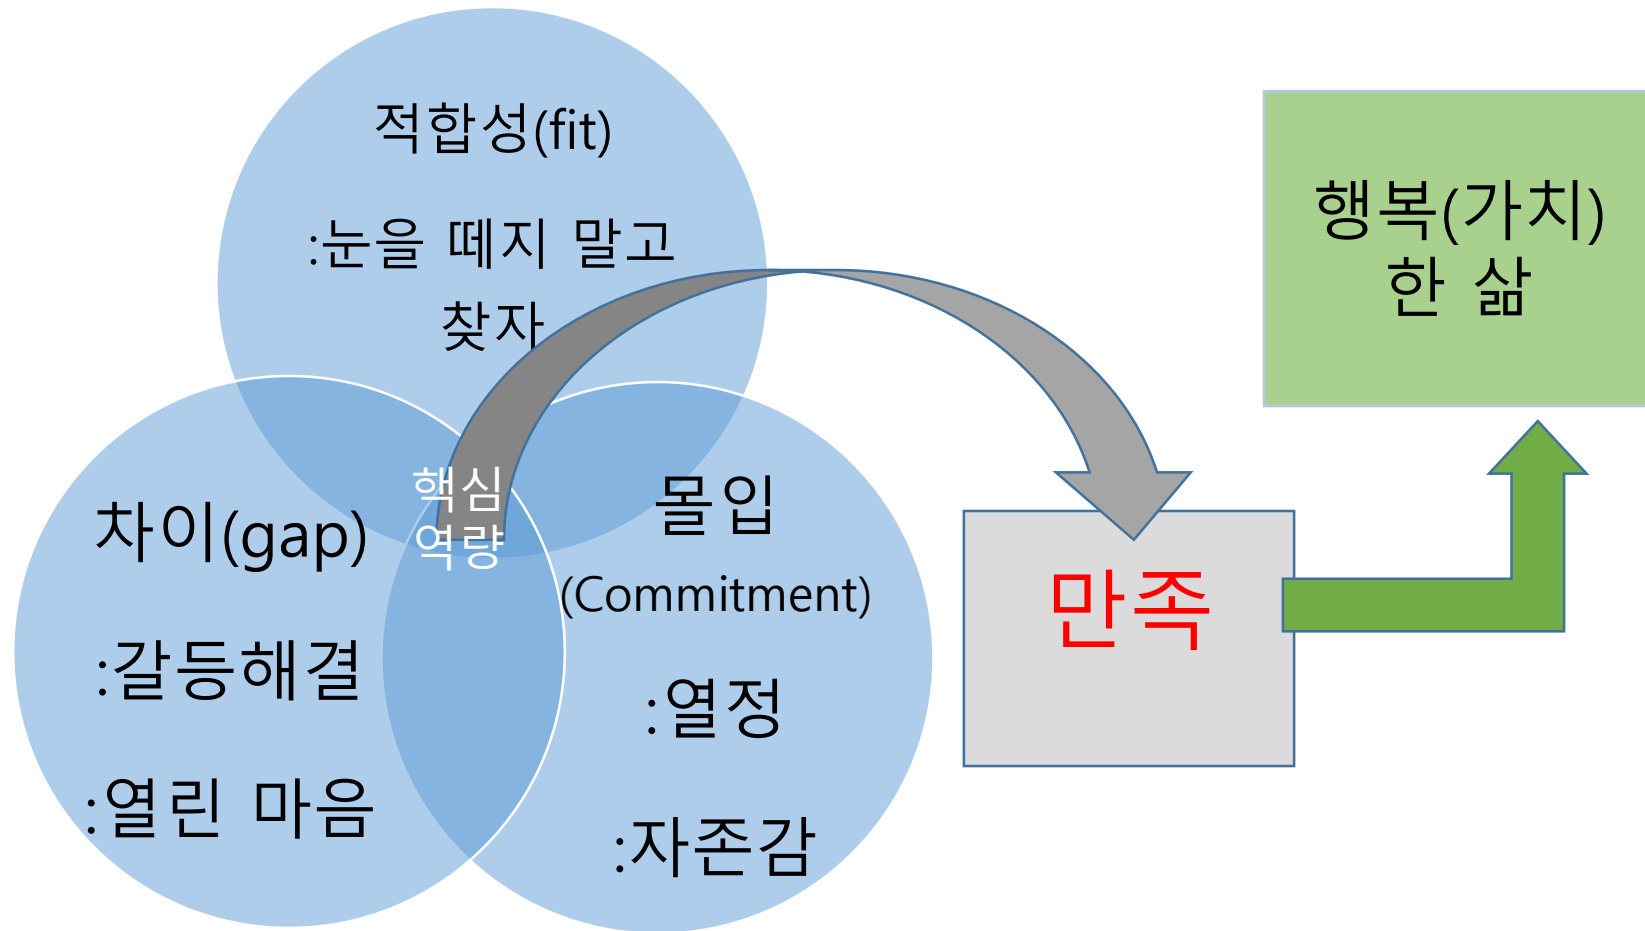 적합성(fit)
:눈을 떼지 말고
찾자
차이(gap)
:갈등해결
:열린 마음
핵심
역량
몰입
(Commitment)
:열정
:자존감
만족
행복(가치)
한 삶